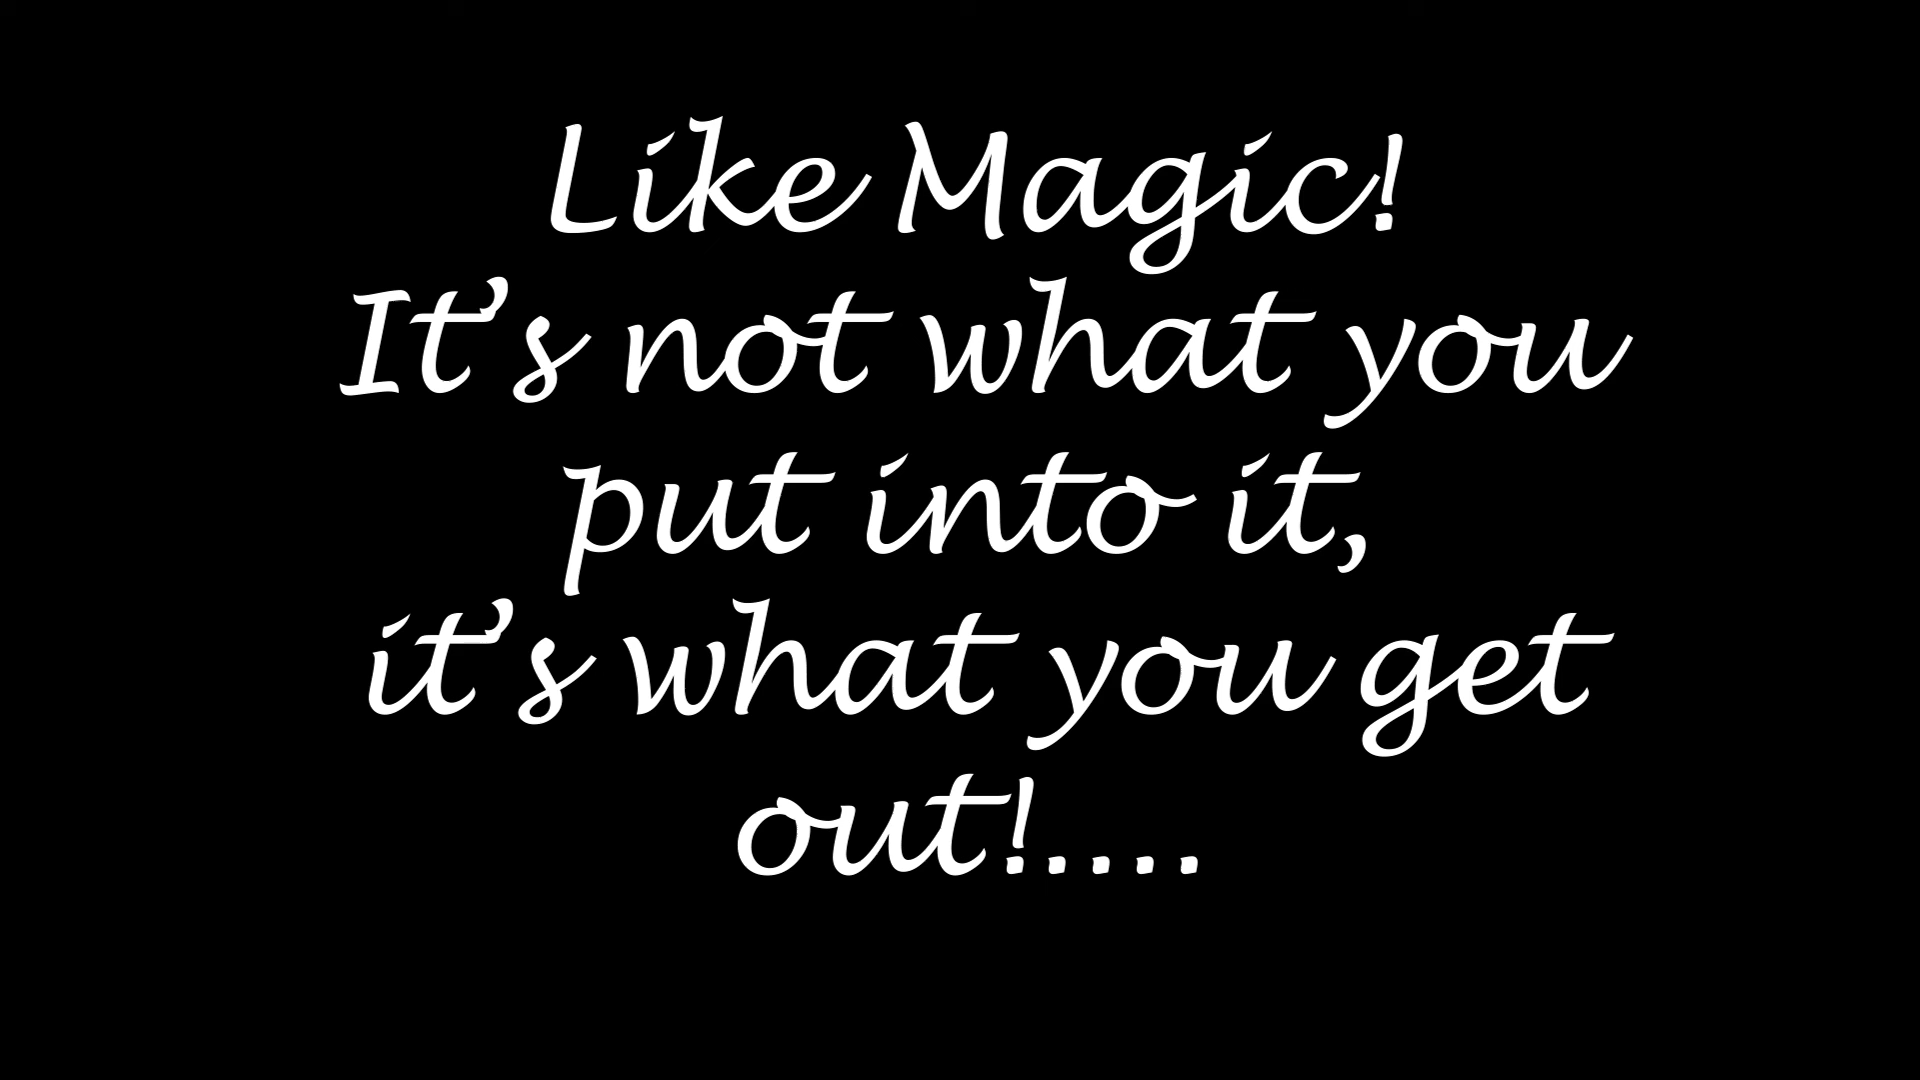 Like Magic!
It’s not what you
put into it,
it’s what you get
out!....